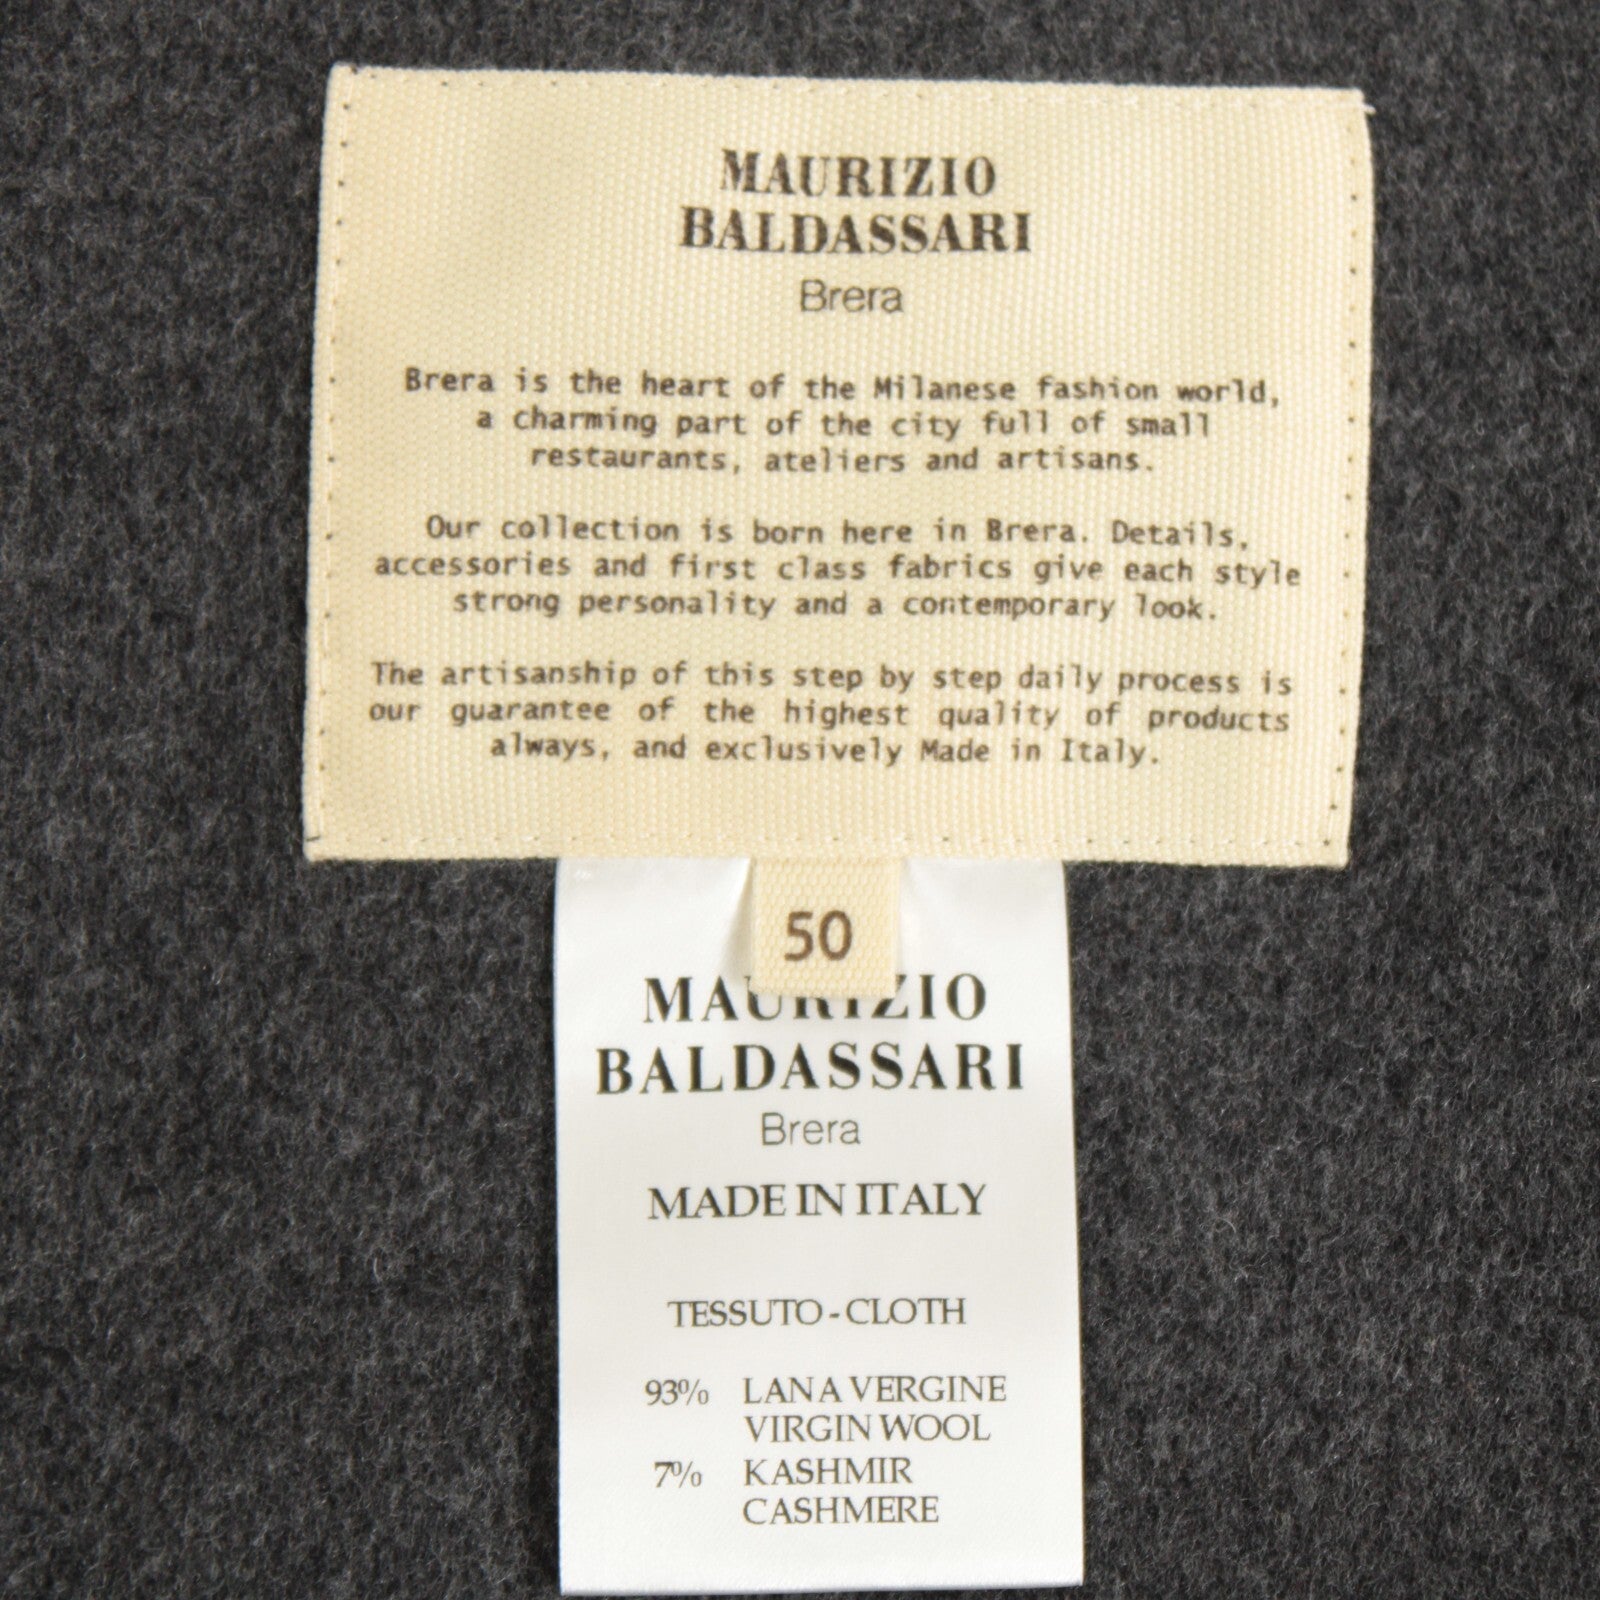 MAURIZIO
BALDASSARI
Brera
Brera is the heart of the Milanese fashion world,
a charming part of the city full of small
restaurants, ateliers and artisans.
Our collection is born here in Brera. Details,
accessories and first class fabrics give each style
strong personality and a contemporary look.
The artisanship of this step by step daily process is
our guarantee of the highest quality of products
always, and exclusively Made in Italy.
50
MAURIZIO
BALDASSARI
Brera
MADE IN ITALY
TESSUTO - CLOTH
93% LANA VERGINE
VIRGIN WOOL
7% KASHMIR
CASHMERE